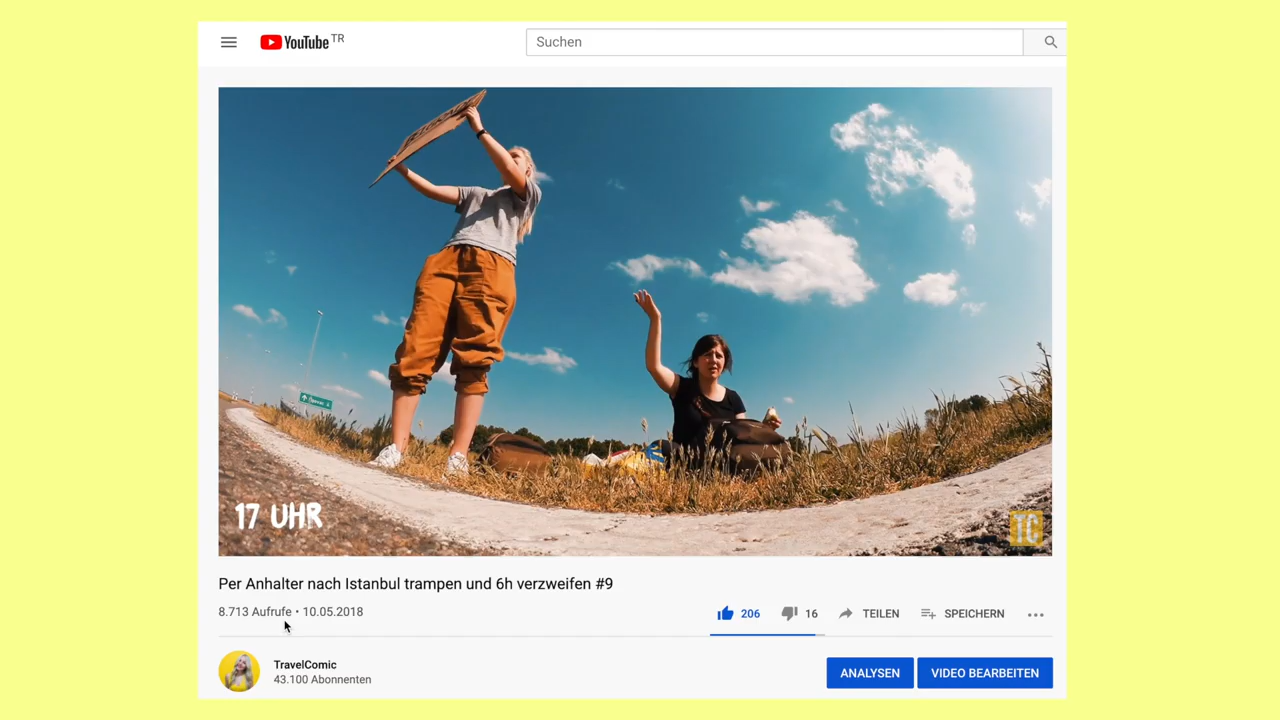 YouTube TR
Suchen
17 UHR
TC
Per Anhalter nach Istanbul trampen und 6h verzweifen #9
8.713 Aufrufe • 10.05.2018
206
16
TEILEN
SPEICHERN
TravelComic
43.100 Abonnenten
ANALYSEN
VIDEO BEARBEITEN